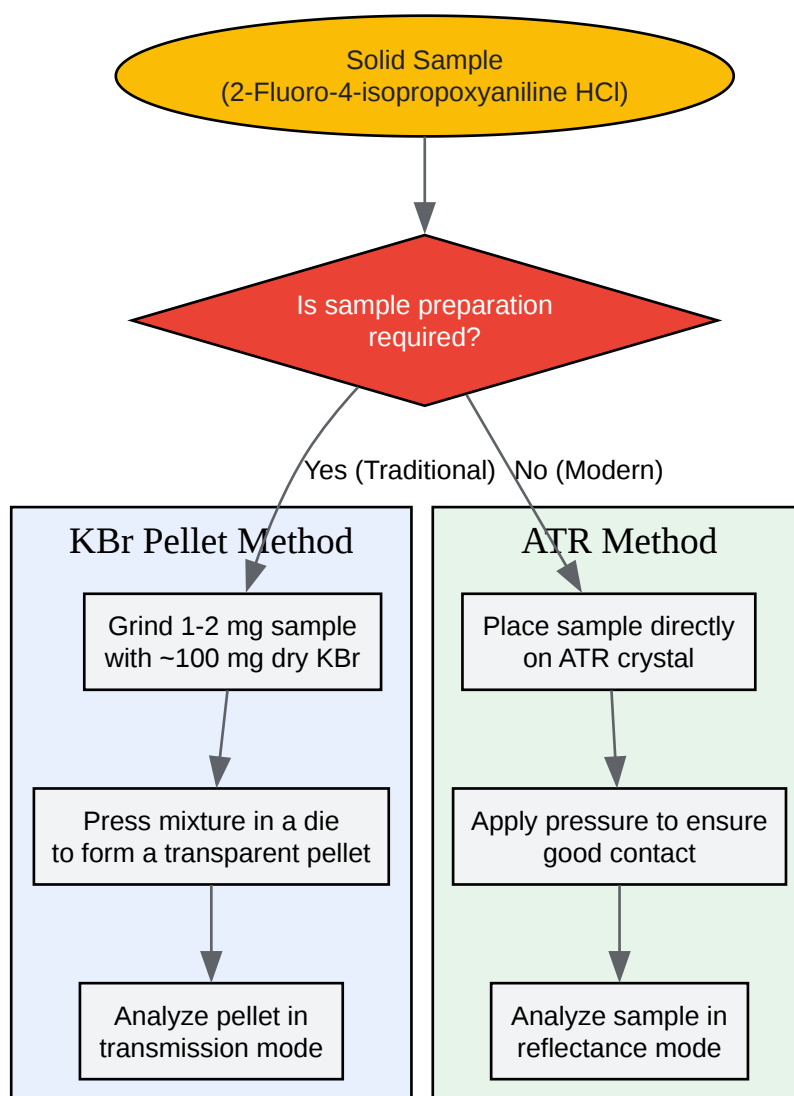 Solid Sample
(2-Fluoro-4-isopropoxyaniline HCl)
Is sample preparation
required?
Yes (Traditional)
No (Modern)
KBr Pellet Method
Grind 1-2 mg sample
with ~100 mg dry KBr
Press mixture in a die
to form a transparent pellet
Analyze pellet in
transmission mode
ATR Method
Place sample directly
on ATR crystal
Apply pressure to ensure
good contact
Analyze sample in
reflectance mode